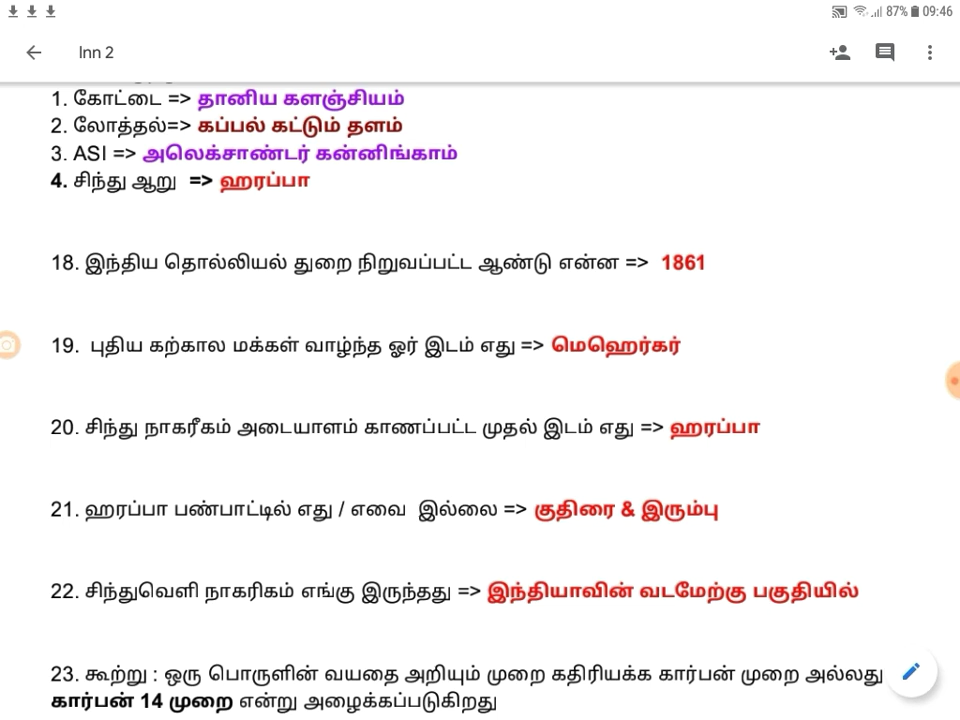 87% 09:46
Inn 2
1. கோட்டை => தானிய களஞ்சியம்
2. லோத்தல்=> கப்பல் கட்டும் தளம்
3. ASI => அலெக்சாண்டர் கன்னிங்காம்
4. சிந்து ஆறு => ஹரப்பா
18. இந்திய தொல்லியல் துறை நிறுவப்பட்ட ஆண்டு என்ன => 1861
19. புதிய கற்கால மக்கள் வாழ்ந்த ஓர் இடம் எது => மெஹெர்கர்
20. சிந்து நாகரீகம் அடையாளம் காணப்பட்ட முதல் இடம் எது => ஹரப்பா
21. ஹரப்பா பண்பாட்டில் எது / எவை இல்லை => குதிரை & இரும்பு
22. சிந்துவெளி நாகரிகம் எங்கு இருந்தது => இந்தியாவின் வடமேற்கு பகுதியில்
23. கூற்று : ஒரு பொருளின் வயதை அறியும் முறை கதிரியக்க கார்பன் முறை அல்லது
கார்பன் 14 முறை என்று அழைக்கப்படுகிறது